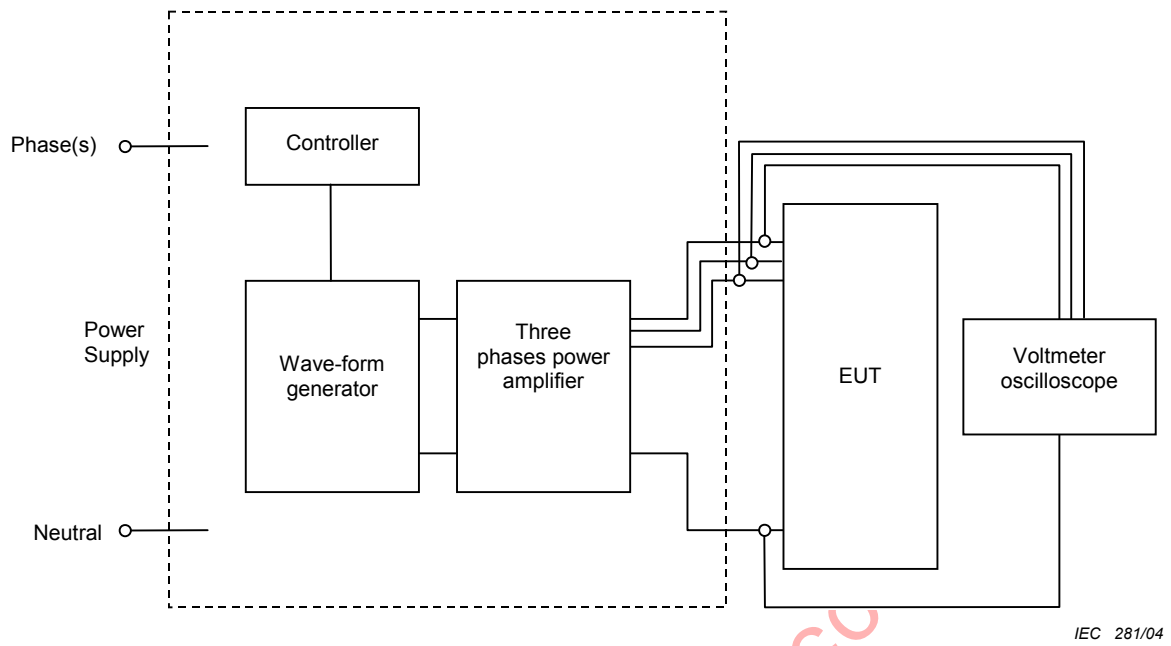 Phase(s)
Controller
Power
Supply
Wave-form
generator
Three
phases power
amplifier
EUT
Voltmeter
oscilloscope
Neutral
IEC 281/04